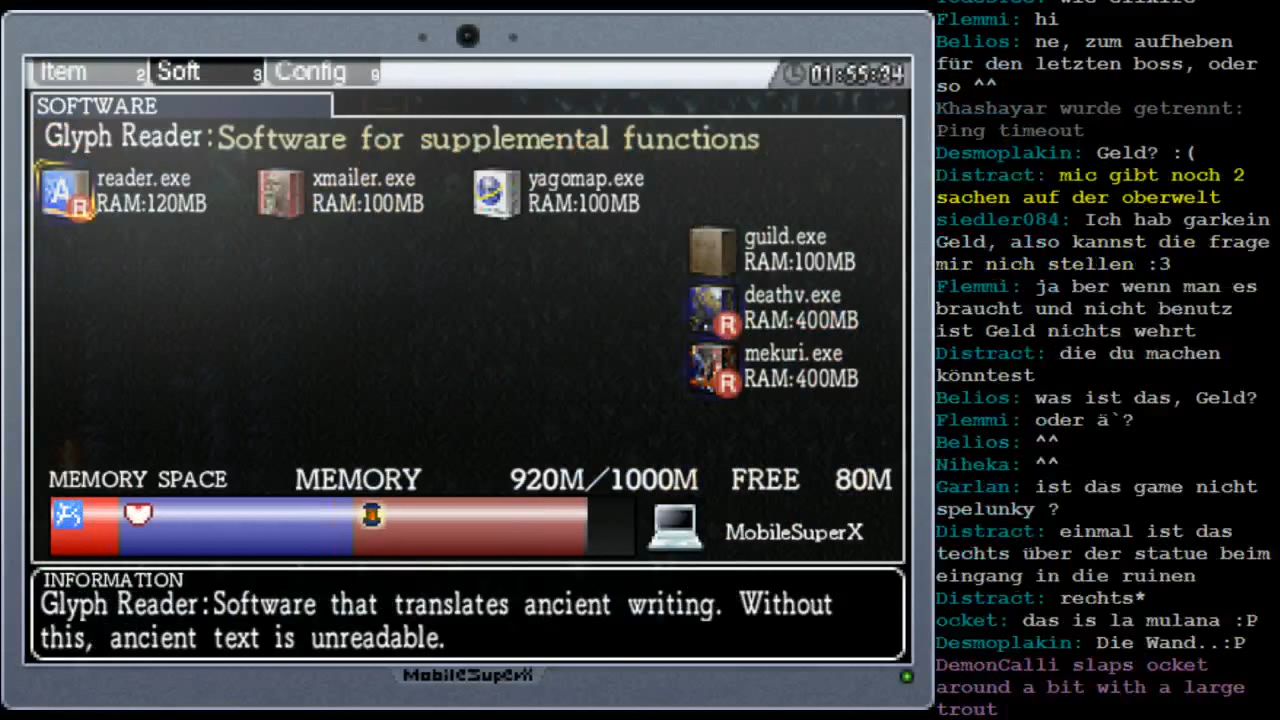 Item 2 Soft 3 Config 9 01:55:34
SOFTWARE
Glyph Reader:Software for supplemental functions
reader.exe
RAM:120MB
xmailer.exe
RAM:100MB
yagomap.exe
RAM:100MB
guild.exe
RAM:100MB
deathv.exe
RAM:400MB
mekuri.exe
RAM:400MB
MEMORY SPACE MEMORY 920M/1000M FREE 80M
MobileSuperX
INFORMATION
Glyph Reader:Software that translates ancient writing. Without
this, ancient text is unreadable.
MobileSuperX
Flemmi: hi
Belios: ne, zum aufheben
für den letzten boss, oder
so ^^
Khashayar wurde getrennt:
Ping timeout
Desmoplakin: Geld? :(
Distract: mic gibt noch 2
sachen auf der oberwelt
siedler084: Ich hab garkein
Geld, also kannst die frage
mir nich stellen :3
Flemmi: ja ber wenn man es
braucht und nicht benutz
ist Geld nichts wehrt
Distract: die du machen
könntest
Belios: was ist das, Geld?
Flemmi: oder ä`?
Belios: ^^
Niheka: ^^
Garlan: ist das game nicht
spelunky ?
Distract: einmal ist das
techts über der statue beim
eingang in die ruinen
Distract: rechts*
ocket: das is la mulana :P
Desmoplakin: Die Wand..:P
DemonCalli slaps ocket
around a bit with a large
trout